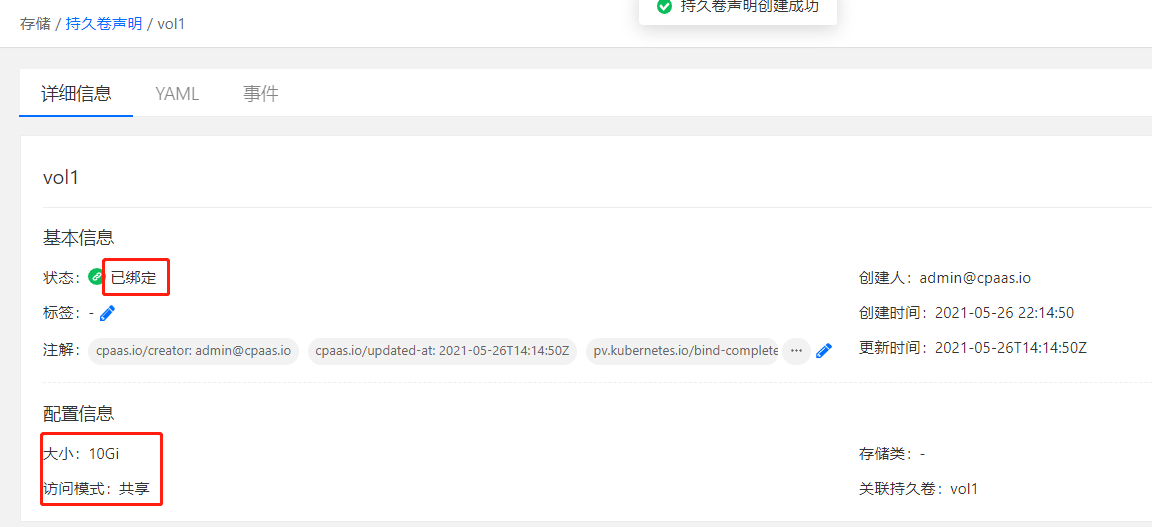 持久卷声明创建成功
存储 / 持久卷声明 / vol1
详细信息 YAML 事件
vol1
基本信息
状态： 已绑定 创建人：admin@cpaas.io
标签：- 创建时间：2021-05-26 22:14:50
注解： cpaas.io/creator: admin@cpaas.io cpaas.io/updated-at: 2021-05-26T14:14:50Z pv.kubernetes.io/bind-complete ··· 更新时间：2021-05-26T14:14:50Z
配置信息
大小：10Gi 存储类：-
访问模式：共享 关联持久卷：vol1